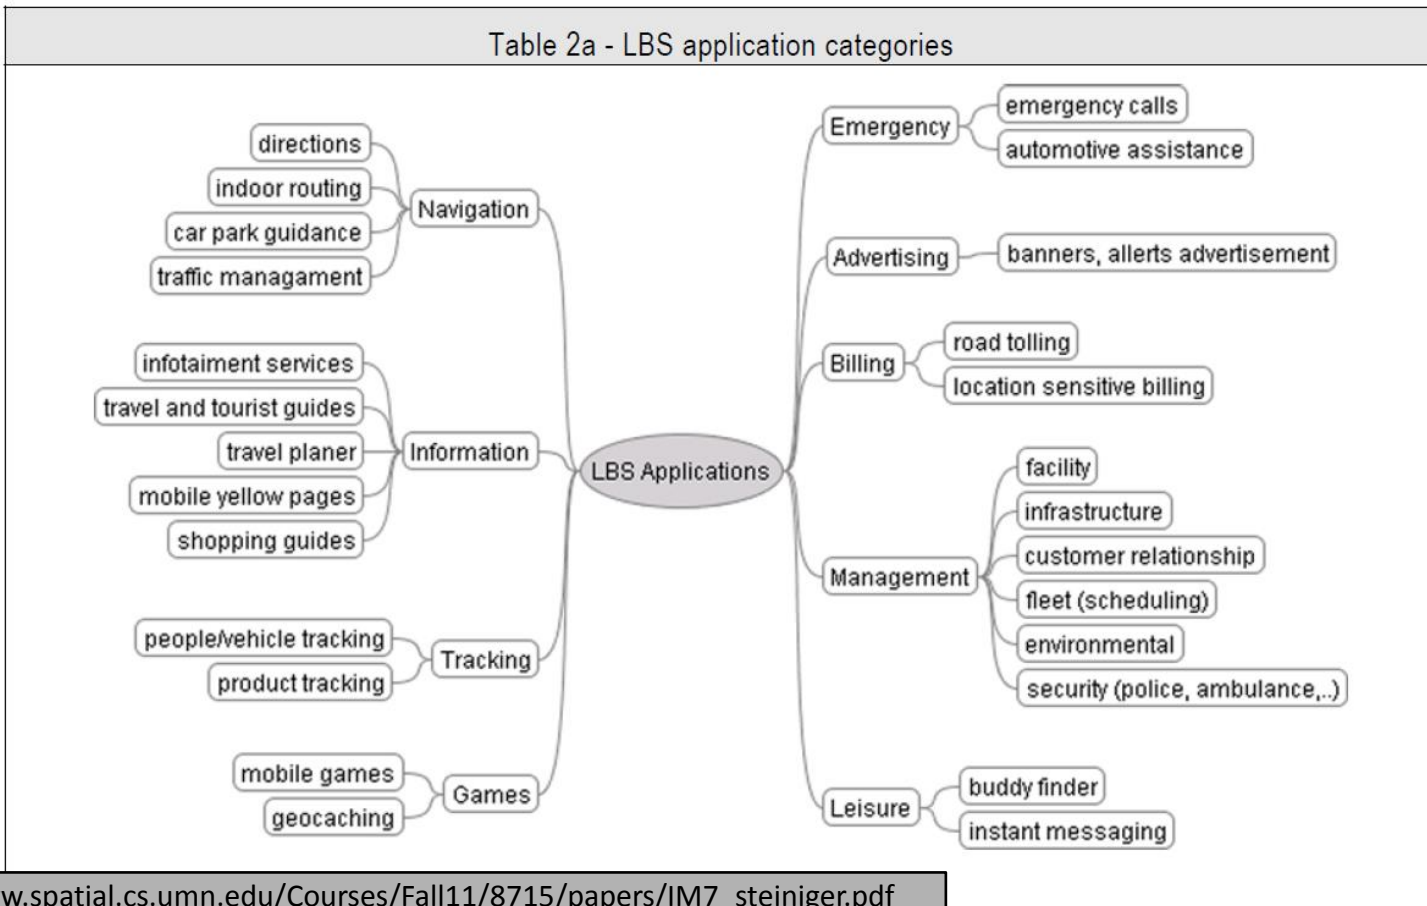 Table 2a - LBS application categories
LBS Applications
Navigation
directions
indoor routing
car park guidance
traffic managament
Information
infotaiment services
travel and tourist guides
travel planer
mobile yellow pages
shopping guides
Tracking
people/vehicle tracking
product tracking
Games
mobile games
geocaching
Emergency
emergency calls
automotive assistance
Advertising
banners, allerts advertisement
Billing
road tolling
location sensitive billing
Management
facility
infrastructure
customer relationship
fleet (scheduling)
environmental
security (police, ambulance,..)
Leisure
buddy finder
instant messaging
w.spatial.cs.umn.edu/Courses/Fall11/8715/papers/IM7_steiniger.pdf